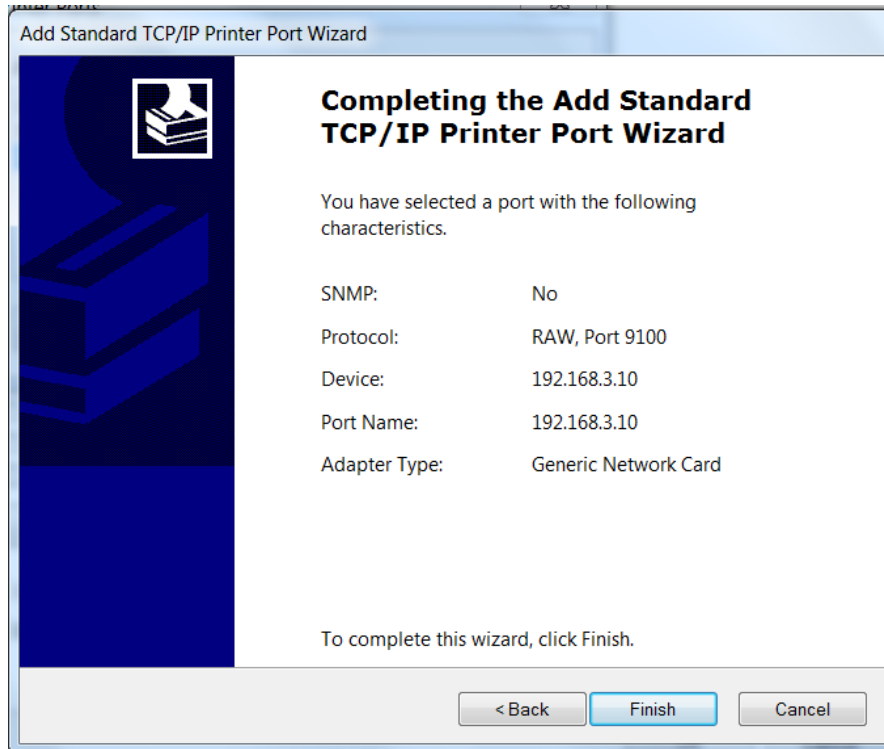 Add Standard TCP/IP Printer Port Wizard
Completing the Add Standard
TCP/IP Printer Port Wizard
You have selected a port with the following
characteristics.
SNMP: No
Protocol: RAW, Port 9100
Device: 192.168.3.10
Port Name: 192.168.3.10
Adapter Type: Generic Network Card
To complete this wizard, click Finish.
< Back Finish Cancel